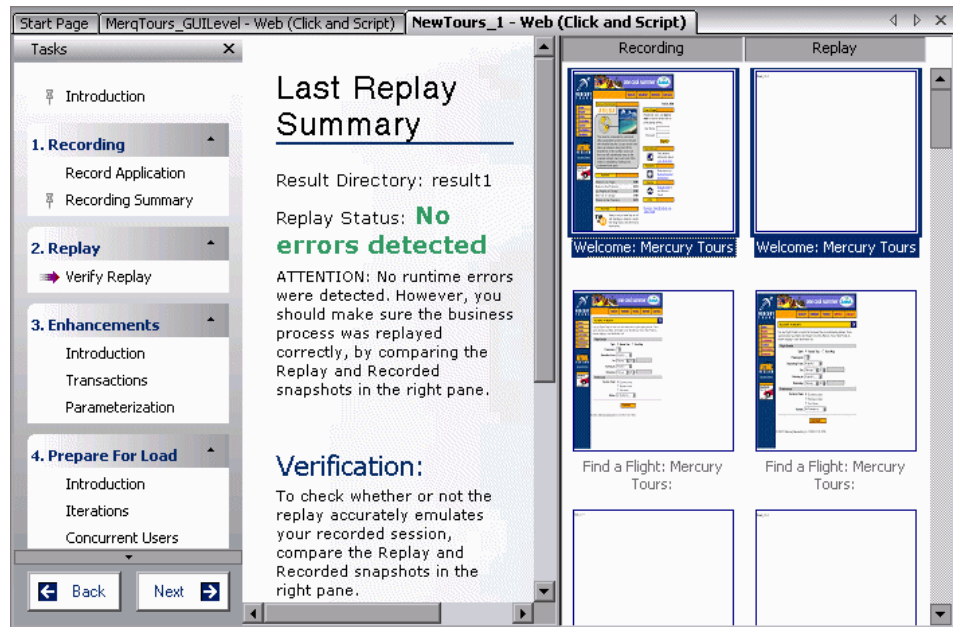 Start Page
MerqTours_GUILevel - Web (Click and Script)
NewTours_1 - Web (Click and Script)
Tasks
Introduction
1. Recording
Record Application
Recording Summary
2. Replay
Verify Replay
3. Enhancements
Introduction
Transactions
Parameterization
4. Prepare For Load
Introduction
Iterations
Concurrent Users
Back
Next
Last Replay
Summary
Result Directory: result1
Replay Status: No
errors detected
ATTENTION: No runtime errors
were detected. However, you
should make sure the business
process was replayed
correctly, by comparing the
Replay and Recorded
snapshots in the right pane.
Verification:
To check whether or not the
replay accurately emulates
your recorded session,
compare the Replay and
Recorded snapshots in the
right pane.
Recording
Replay
Welcome: Mercury Tours
Welcome: Mercury Tours
Find a Flight: Mercury
Tours:
Find a Flight: Mercury
Tours: